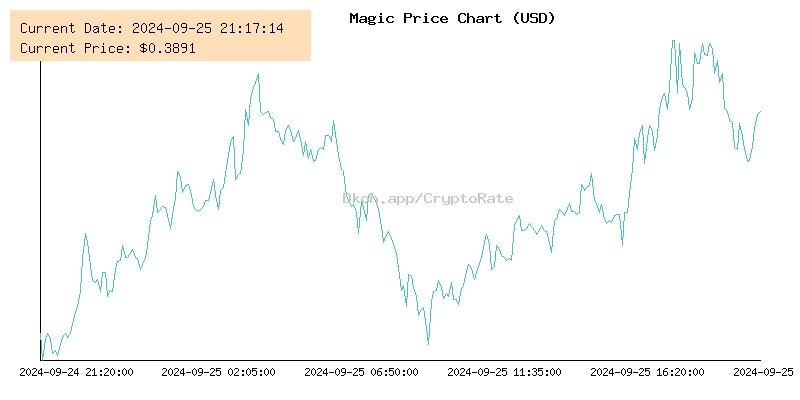 Magic Price Chart (USD)
Current Date: 2024-09-25 21:17:14
Current Price: $0.3891
Dkon.app/CryptoRate
2024-09-24 21:20:00 2024-09-25 02:05:00 2024-09-25 06:50:00 2024-09-25 11:35:00 2024-09-25 16:20:00 2024-09-25